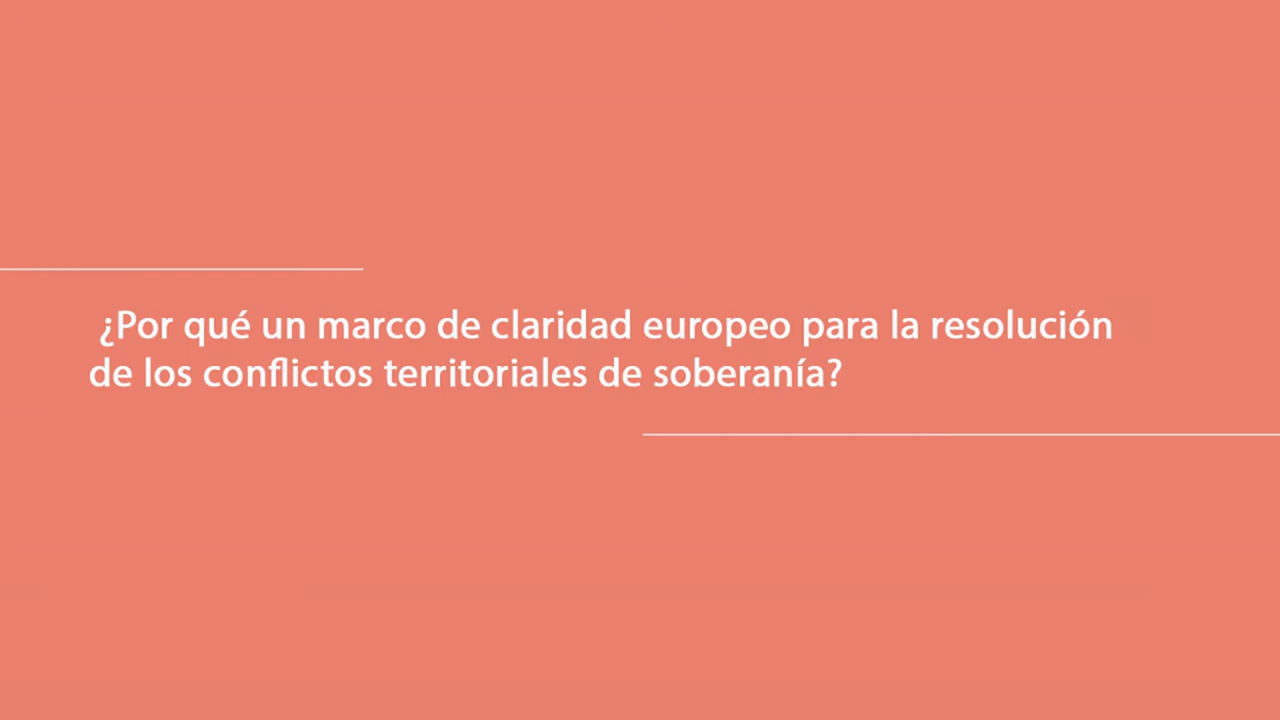 ¿Por qué un marco de claridad europeo para la resolución
de los conflictos territoriales de soberanía?